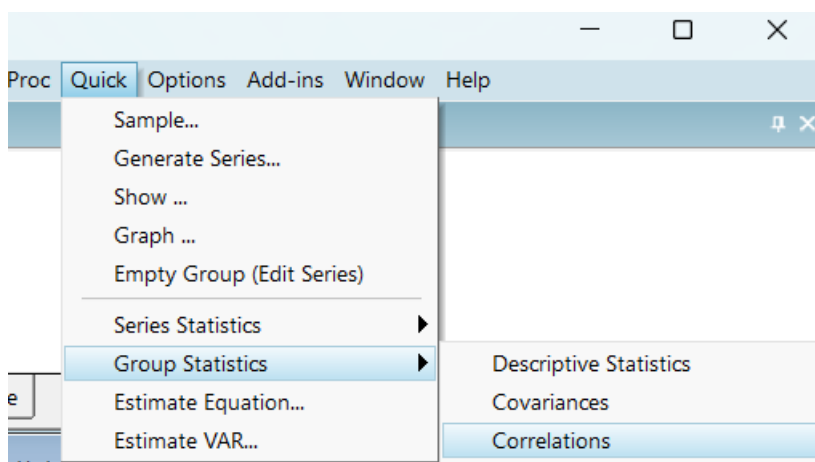 Proc Quick Options Add-ins Window Help
Sample...
Generate Series...
Show ...
Graph ...
Empty Group (Edit Series)
Series Statistics
Group Statistics
Descriptive Statistics
e
Estimate Equation...
Covariances
Estimate VAR...
Correlations